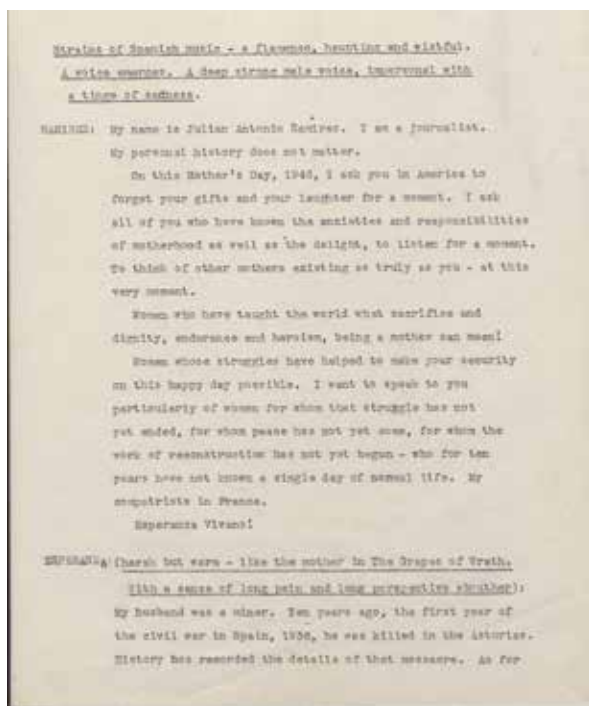 Strains of Spanish music - a flamenco, haunting and wistful.
A voice emerges. A deep strong male voice, impersonal with
a tinge of sadness.
RAMIREZ: My name is Julian Antonio Ramirez. I am a journalist.
My personal history does not matter.
On this Mother's Day, 1946, I ask you in America to
forget your gifts and your laughter for a moment. I ask
all of you who have known the anxieties and responsibilities
of motherhood as well as the delight, to listen for a moment.
To think of other mothers existing as truly as you - at this
very moment.
Women who have taught the world what sacrifice and
dignity, endurance and heroism, being a mother can mean!
Women whose struggles have helped to make your security
on this happy day possible. I want to speak to you
particularly of women for whom that struggle has not
yet ended, for whom peace has not yet come, for whom the
work of reconstruction has not yet begun - who for ten
years have not known a single day of normal life. My
compatriots in France.
Esperanza Vivano!
ESPERANZA (harsh but warm - like the mother in The Grapes of Wrath.
With a sense of long pain and long perspective
My husband was a miner. Ten years ago, the first year of
the civil war in Spain, 1936, he was killed in the Asturias.
History has recorded the details of that massacre. As for